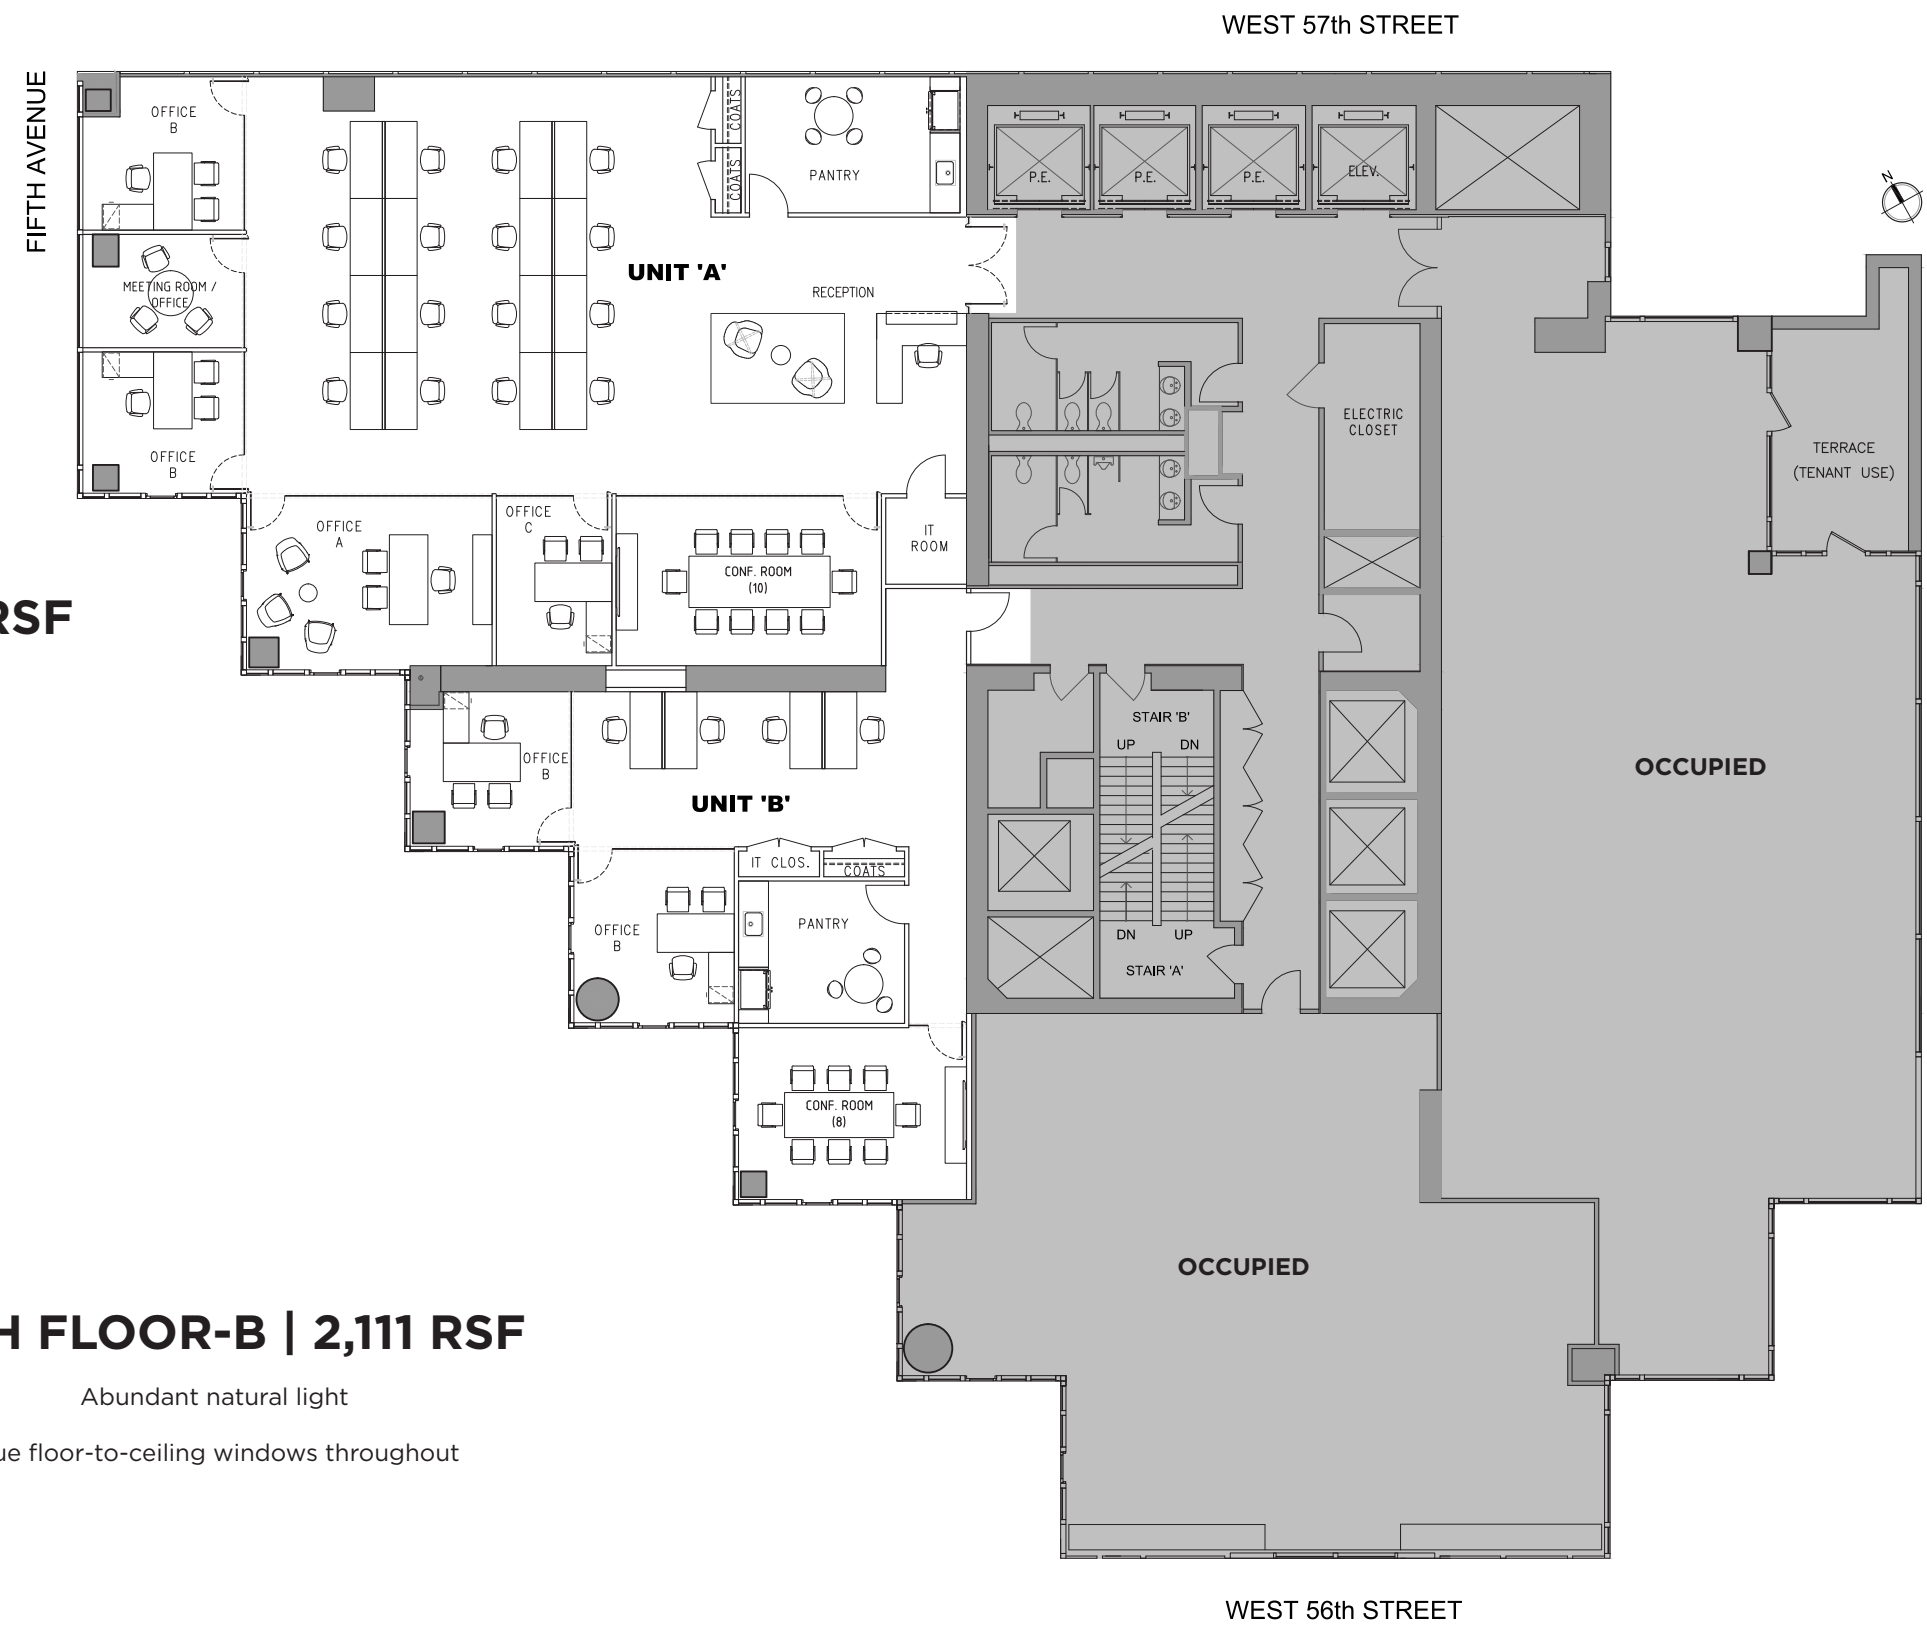 WEST 57th STREET
FIFTH AVENUE
N
OFFICE
B
COATS
COATS
PANTRY
P.E.
P.E.
P.E.
ELEV.
MEETING ROOM /
OFFICE
UNIT 'A'
RECEPTION
OFFICE
B
ELECTRIC
CLOSET
TERRACE
(TENANT USE)
OFFICE
A
OFFICE
C
CONF. ROOM
(10)
IT
ROOM
RSF
OFFICE
B
UNIT 'B'
STAIR 'B'
UP
DN
OCCUPIED
IT CLOS.
COATS
OFFICE
B
PANTRY
DN
UP
STAIR 'A'
CONF. ROOM
(8)
OCCUPIED
H FLOOR-B | 2,111 RSF
Abundant natural light
ue floor-to-ceiling windows throughout
WEST 56th STREET